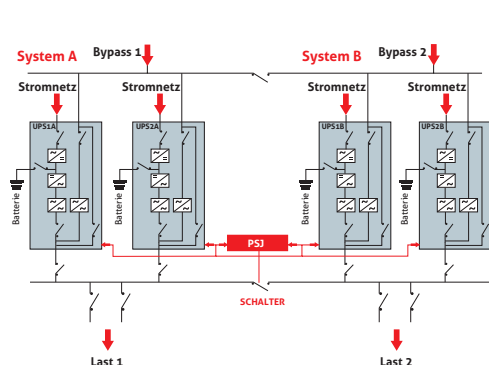 System A
Bypass 1
System B
Bypass 2
Stromnetz
Stromnetz
Stromnetz
Stromnetz
UPS1A
UPS2A
UPS1B
UPS2B
Batterie
Batterie
Batterie
Batterie
PSJ
SCHALTER
Last 1
Last 2